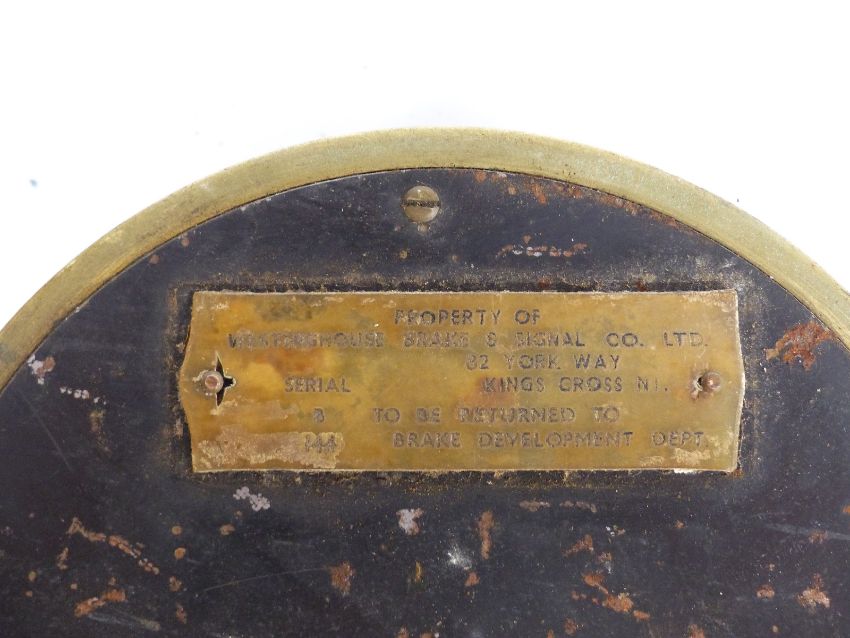 PROPERTY OF
WESTINGHOUSE BRAKE & SIGNAL CO. LTD.
82 YORK WAY
SERIAL KINGS CROSS N1.
B TO BE RETURNED TO
144 BRAKE DEVELOPMENT DEPT.